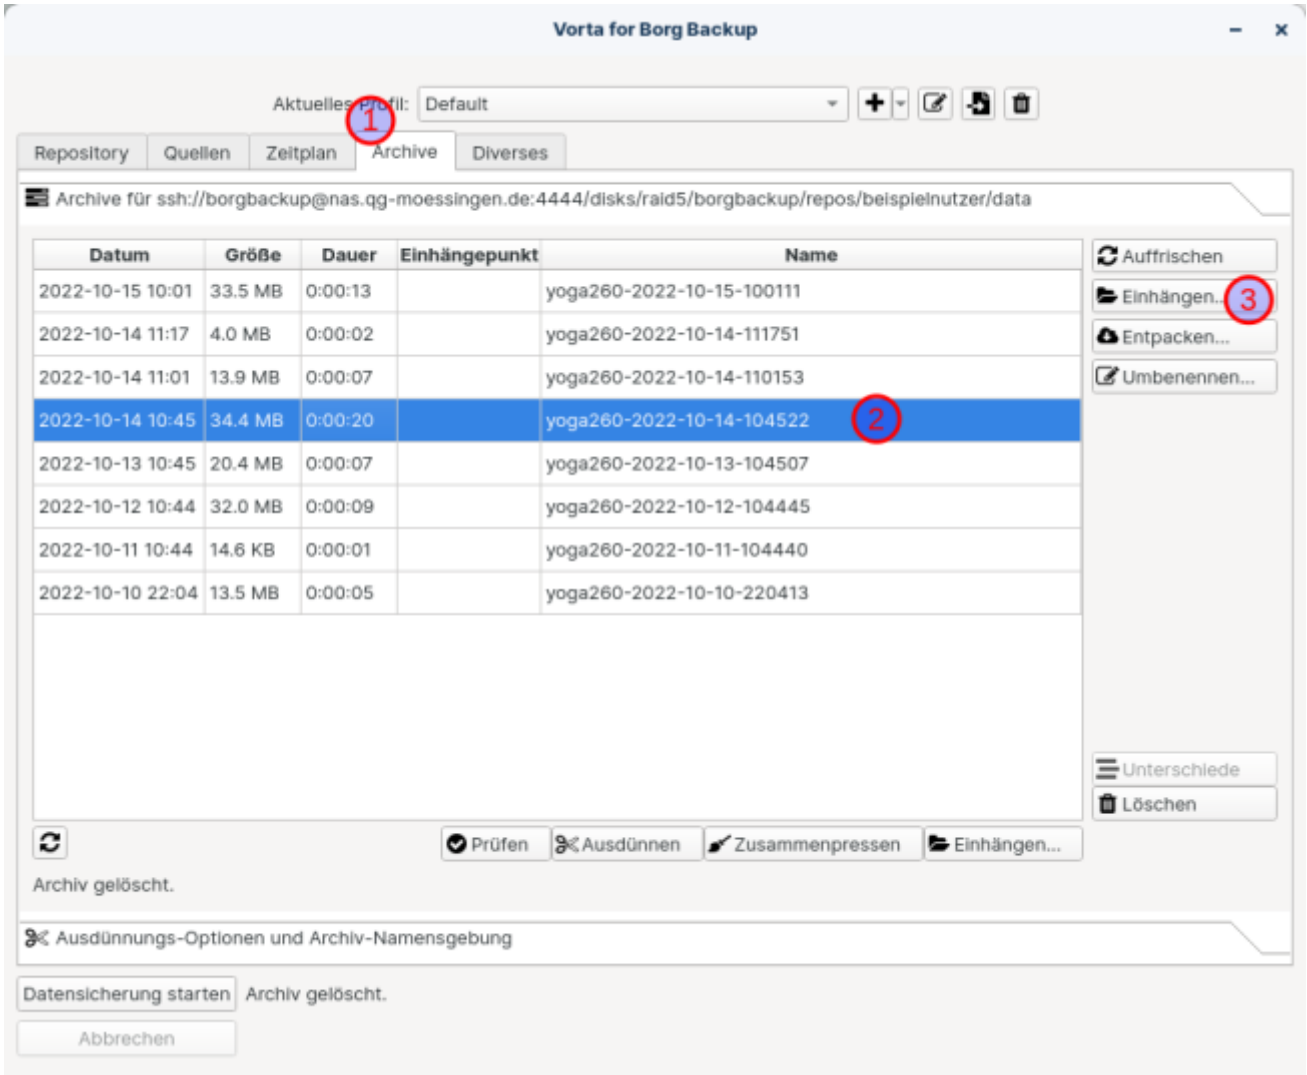 Vorta for Borg Backup
Aktuelles Profil: Default
1
Repository Quellen Zeitplan Archive Diverses
Archive für ssh://borgbackup@nas.qg-moessingen.de:4444/disks/raid5/borgbackup/repos/beispielnutzer/data
Datum Größe Dauer Einhängepunkt Name
2022-10-15 10:01 33.5 MB 0:00:13 yoga260-2022-10-15-100111
2022-10-14 11:17 4.0 MB 0:00:02 yoga260-2022-10-14-111751
2022-10-14 11:01 13.9 MB 0:00:07 yoga260-2022-10-14-110153
2022-10-14 10:45 34.4 MB 0:00:20 yoga260-2022-10-14-104522 2
2022-10-13 10:45 20.4 MB 0:00:07 yoga260-2022-10-13-104507
2022-10-12 10:44 32.0 MB 0:00:09 yoga260-2022-10-12-104445
2022-10-11 10:44 14.6 KB 0:00:01 yoga260-2022-10-11-104440
2022-10-10 22:04 13.5 MB 0:00:05 yoga260-2022-10-10-220413
Auffrischen
Einhängen... 3
Entpacken...
Umbenennen...
Unterschiede
Löschen
Prüfen Ausdünnen Zusammenpressen Einhängen...
Archiv gelöscht.
Ausdünnungs-Optionen und Archiv-Namensgebung
Datensicherung starten Archiv gelöscht.
Abbrechen